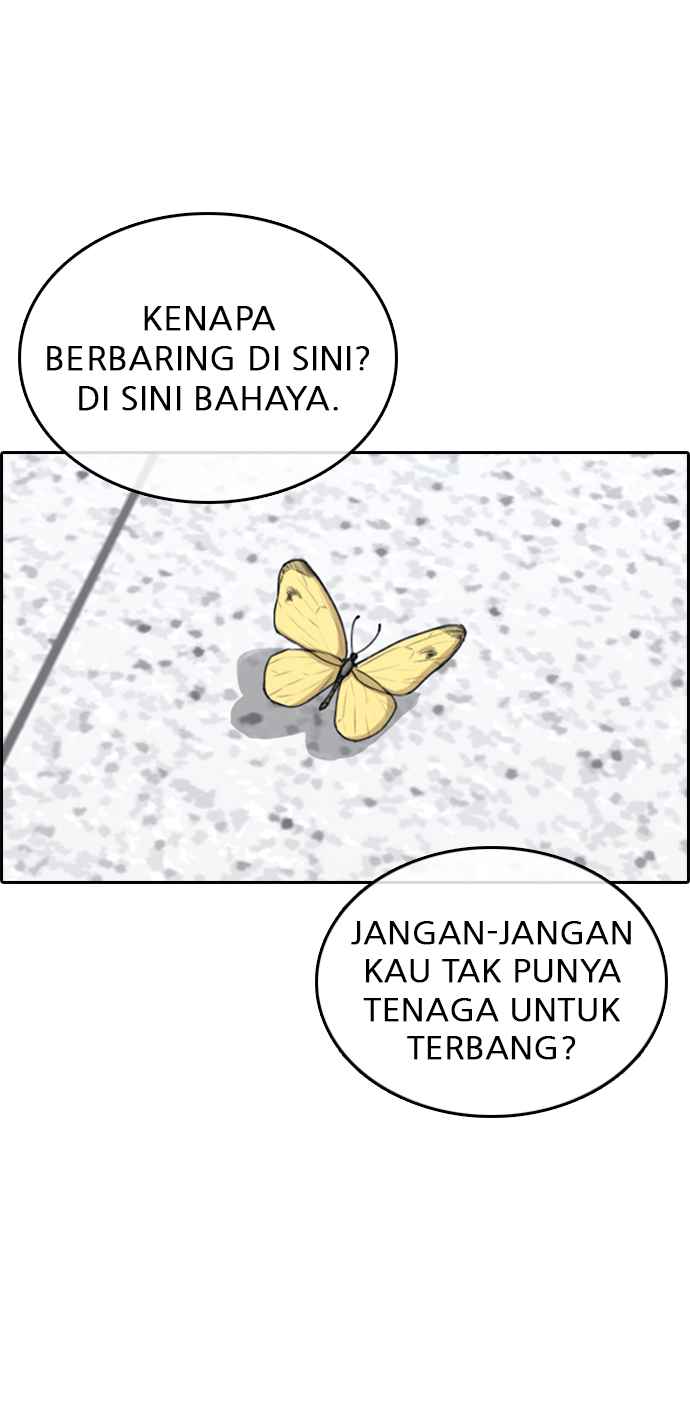 KENAPA
BERBARING DI SINI?
DI SINI BAHAYA.
JANGAN-JANGAN
KAU TAK PUNYA
TENAGA UNTUK
TERBANG?